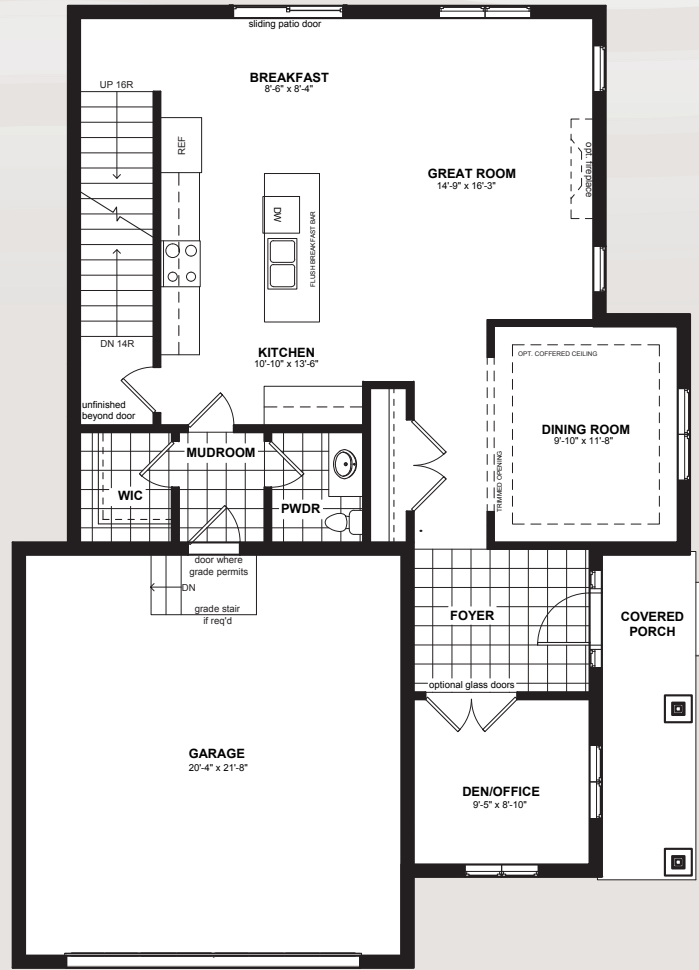 sliding patio door
BREAKFAST
8'-6" x 8'-4"
UP 16R
REF
GREAT ROOM
14'-9" x 16'-3"
opt. fireplace
DW
FLUSH BREAKFAST BAR
DN 14R
KITCHEN
10'-10" x 13'-6"
OPT. COFFERED CEILING
unfinished
beyond door
DINING ROOM
9'-10" x 11'-8"
MUDROOM
TRIMMED OPENING
WIC
PWDR
door where
grade permits
DN
grade stair
if req'd
FOYER
COVERED
PORCH
optional glass doors
GARAGE
20'-4" x 21'-8"
DEN/OFFICE
9'-5" x 8'-10"